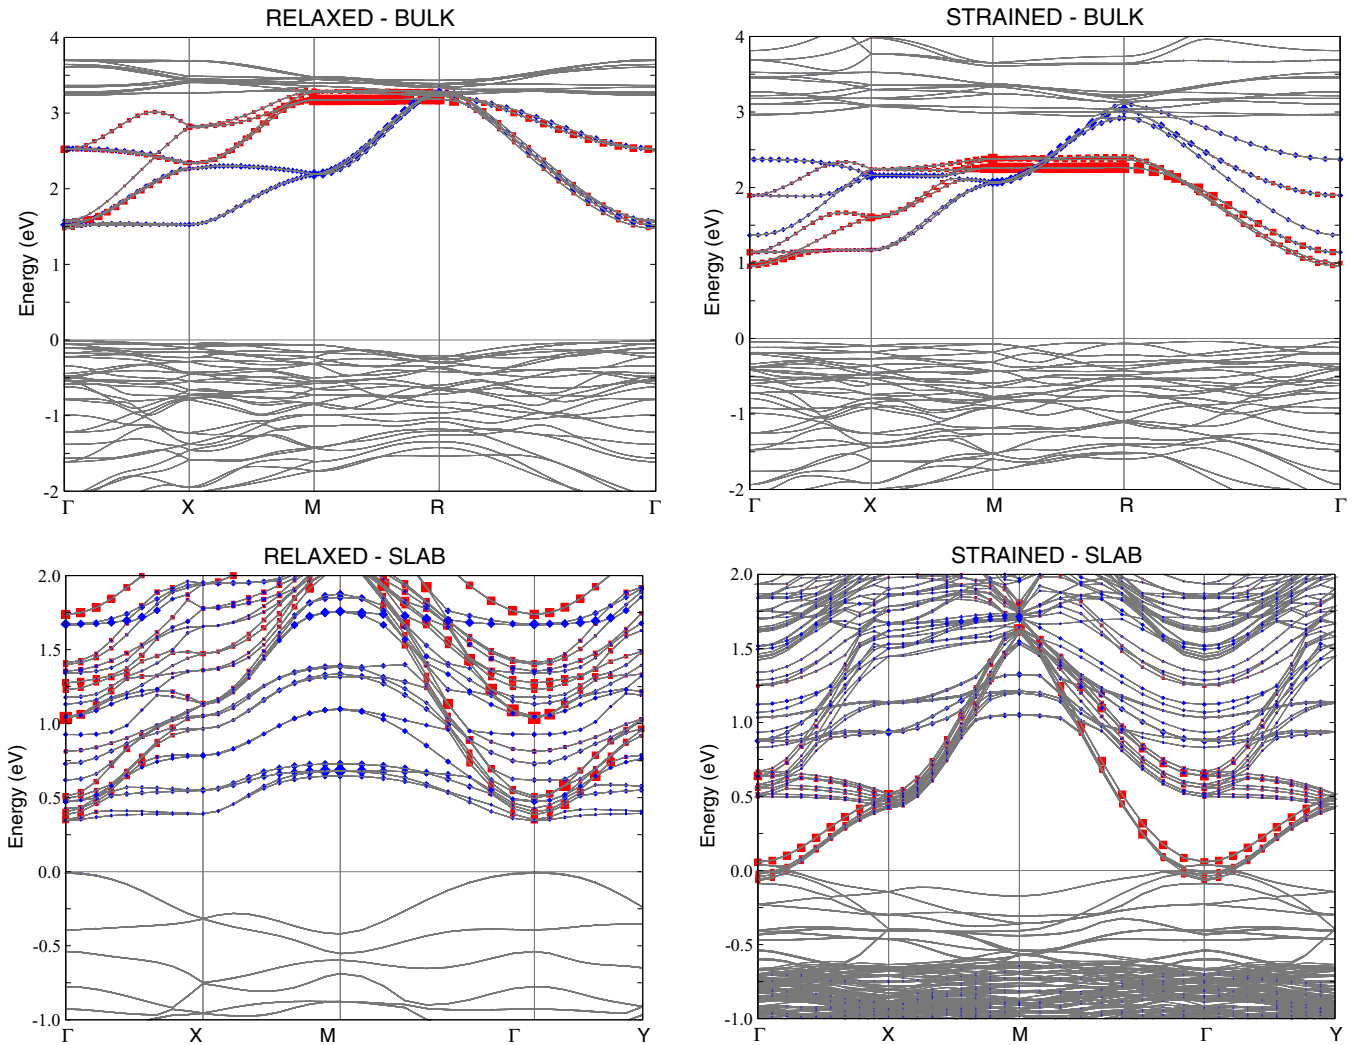 RELAXED - BULK
4
3
2
1
0
-1
-2
Energy (eV)
Γ X M R Γ
STRAINED - BULK
4
3
2
1
0
-1
-2
Energy (eV)
Γ X M R Γ
RELAXED - SLAB
2.0
1.5
1.0
0.5
0.0
-0.5
-1.0
Energy (eV)
Γ X M Γ Y
STRAINED - SLAB
2.0
1.5
1.0
0.5
0.0
-0.5
-1.0
Energy (eV)
Γ X M Γ Y